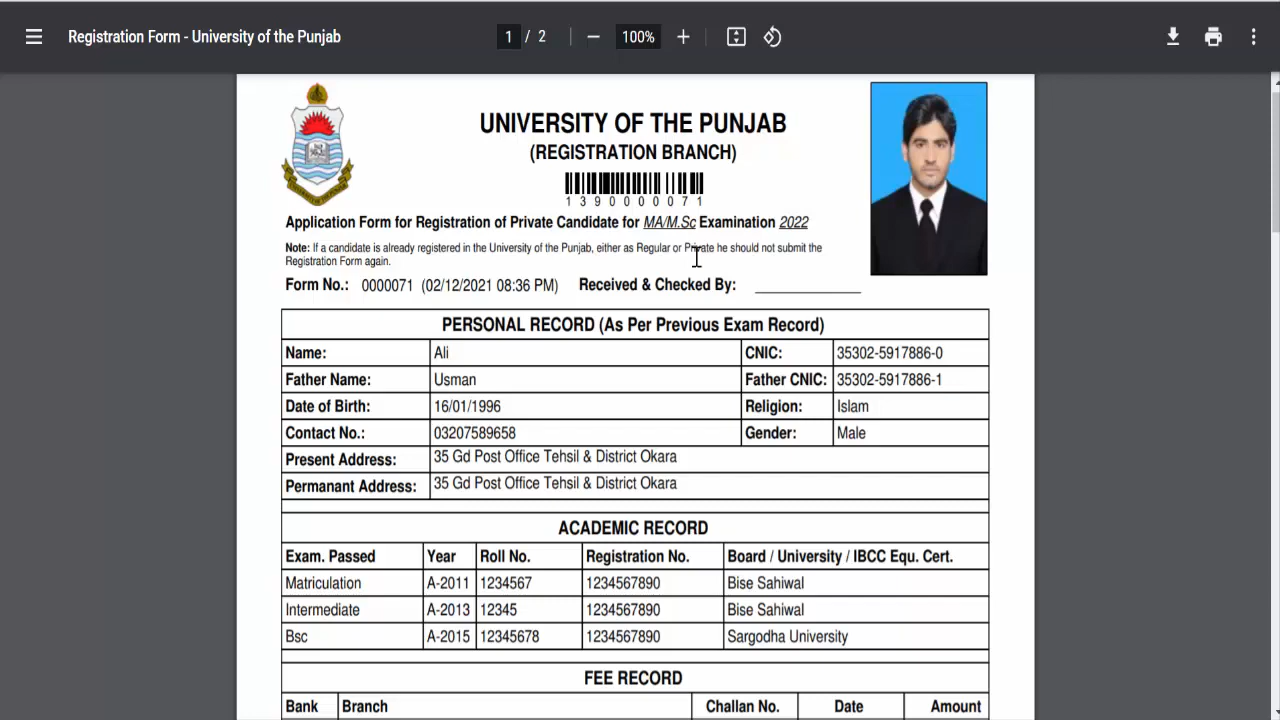 Registration Form - University of the Punjab
1 / 2
100%
UNIVERSITY OF THE PUNJAB
(REGISTRATION BRANCH)
1390000071
Application Form for Registration of Private Candidate for MA/M.Sc Examination 2022
Note: If a candidate is already registered in the University of the Punjab, either as Regular or Private he should not submit the
Registration Form again.
Form No.: 0000071 (02/12/2021 08:36 PM) Received & Checked By: ____________
PERSONAL RECORD (As Per Previous Exam Record)
Name: Ali CNIC: 35302-5917886-0
Father Name: Usman Father CNIC: 35302-5917886-1
Date of Birth: 16/01/1996 Religion: Islam
Contact No.: 03207589658 Gender: Male
Present Address: 35 Gd Post Office Tehsil & District Okara
Permanant Address: 35 Gd Post Office Tehsil & District Okara
ACADEMIC RECORD
Exam. Passed Year Roll No. Registration No. Board / University / IBCC Equ. Cert.
Matriculation A-2011 1234567 1234567890 Bise Sahiwal
Intermediate A-2013 12345 1234567890 Bise Sahiwal
Bsc A-2015 12345678 1234567890 Sargodha University
FEE RECORD
Bank Branch Challan No. Date Amount